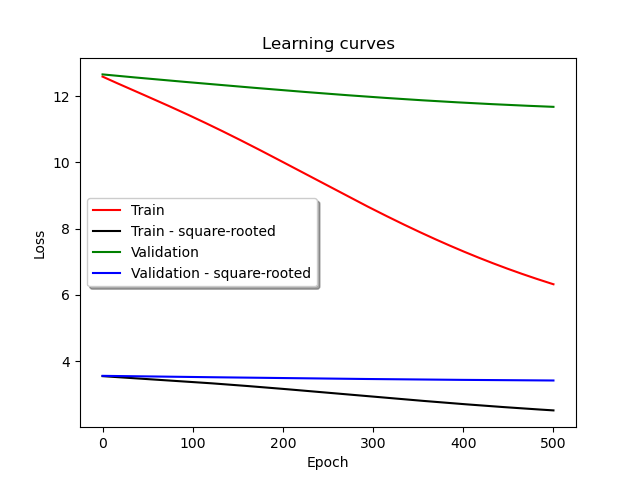 Learning curves
Loss
12
10
8
6
4
Train
Train - square-rooted
Validation
Validation - square-rooted
0 100 200 300 400 500
Epoch